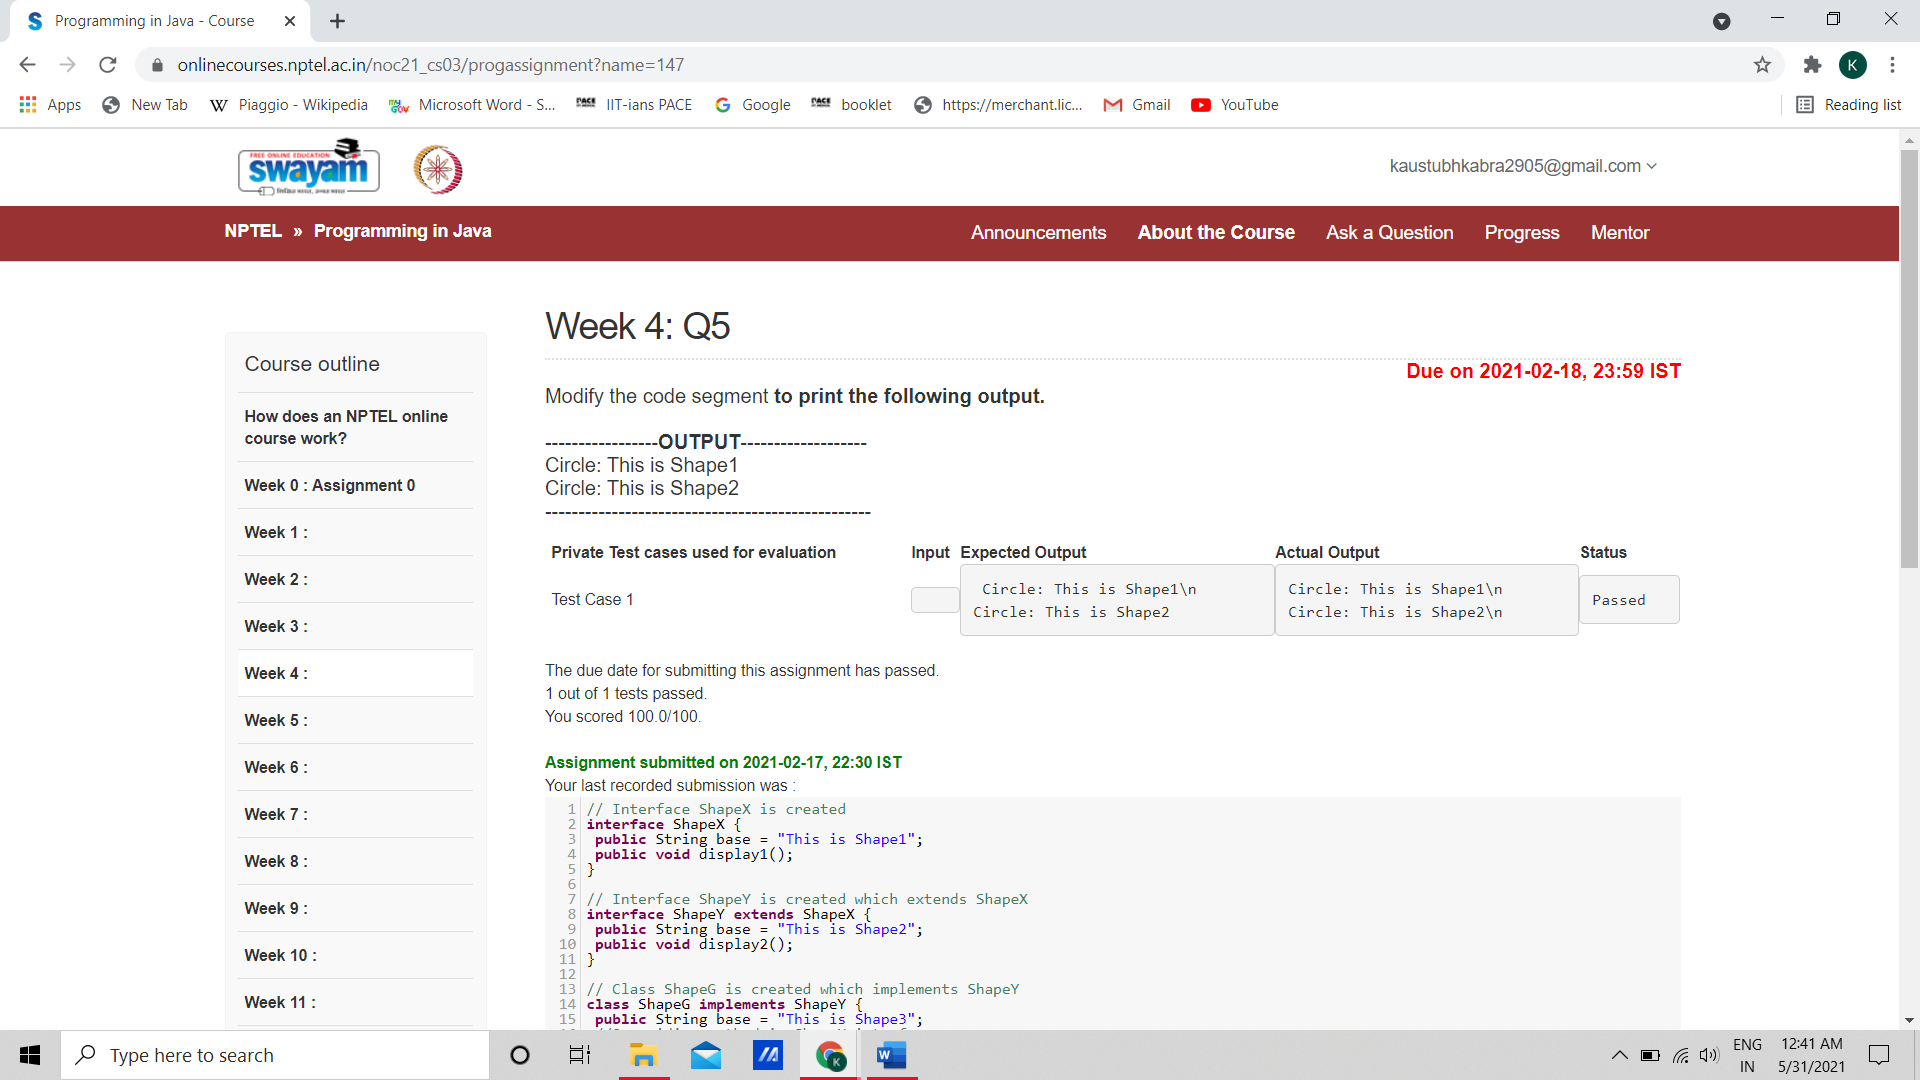 Programming in Java - Course
onlinecourses.nptel.ac.in/noc21_cs03/progassignment?name=147
K
Apps
New Tab
W Piaggio - Wikipedia
Microsoft Word - S...
PACE IIT-ians PACE
G Google
PACE booklet
https://merchant.lic...
Gmail
YouTube
Reading list
FREE ONLINE EDUCATION
swayam
kaustubhkabra2905@gmail.com
NPTEL » Programming in Java
Announcements
About the Course
Ask a Question
Progress
Mentor
Course outline
How does an NPTEL online
course work?
Week 0 : Assignment 0
Week 1 :
Week 2 :
Week 3 :
Week 4 :
Week 5 :
Week 6 :
Week 7 :
Week 8 :
Week 9 :
Week 10 :
Week 11 :
Week 4: Q5
Due on 2021-02-18, 23:59 IST
Modify the code segment to print the following output.
-----------------OUTPUT-------------------
Circle: This is Shape1
Circle: This is Shape2
-------------------------------------------------
Private Test cases used for evaluation Input Expected Output Actual Output Status
Test Case 1
Circle: This is Shape1\n
Circle: This is Shape2
Circle: This is Shape1\n
Circle: This is Shape2\n
Passed
The due date for submitting this assignment has passed.
1 out of 1 tests passed.
You scored 100.0/100.
Assignment submitted on 2021-02-17, 22:30 IST
Your last recorded submission was :
1 // Interface ShapeX is created
2 interface ShapeX {
3 public String base = "This is Shape1";
4 public void display1();
5 }
6
7 // Interface ShapeY is created which extends ShapeX
8 interface ShapeY extends ShapeX {
9 public String base = "This is Shape2";
10 public void display2();
11 }
12
13 // Class ShapeG is created which implements ShapeY
14 class ShapeG implements ShapeY {
15 public String base = "This is Shape3";
Type here to search
K
W
ENG
IN
12:41 AM
5/31/2021